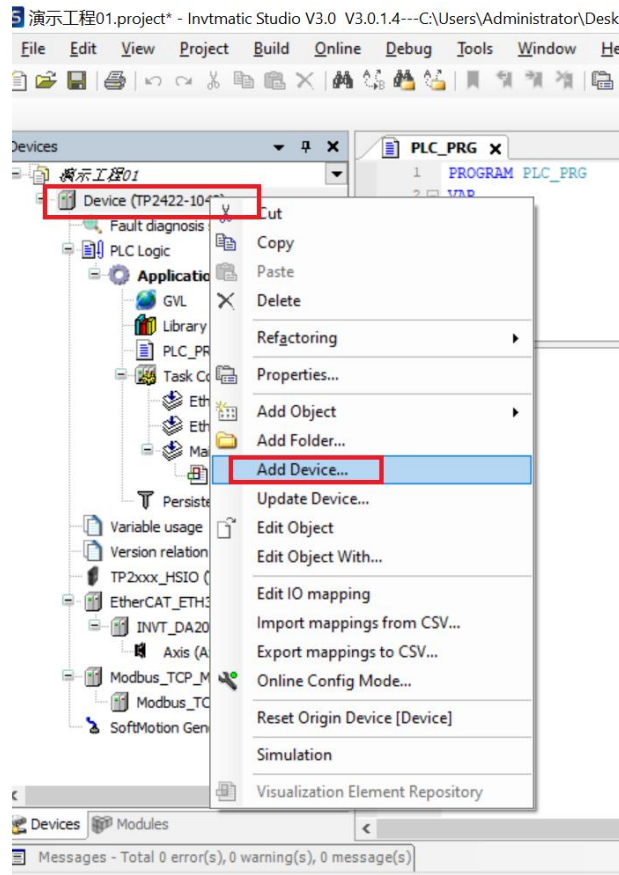 演示工程01.project* - Invtmatic Studio V3.0 V3.0.1.4---C:\Users\Administrator\Desk
File Edit View Project Build Online Debug Tools Window He
Devices
PLC_PRG
演示工程01
1 PROGRAM PLC_PRG
Device (TP2422-104
2 VAR
Fault diagnosis
PLC Logic
Applicatio
GVL
Library
PLC_PR
Task Co
Eth
Eth
Mai
Persiste
Variable usage
Version relation
TP2xxx_HSIO (
EtherCAT_ETH3
INVT_DA20
Axis (A
Modbus_TCP_M
Modbus_TC
SoftMotion Gen
Cut
Copy
Paste
Delete
Refactoring
Properties...
Add Object
Add Folder...
Add Device...
Update Device...
Edit Object
Edit Object With...
Edit IO mapping
Import mappings from CSV...
Export mappings to CSV...
Online Config Mode...
Reset Origin Device [Device]
Simulation
Visualization Element Repository
Devices Modules
Messages - Total 0 error(s), 0 warning(s), 0 message(s)